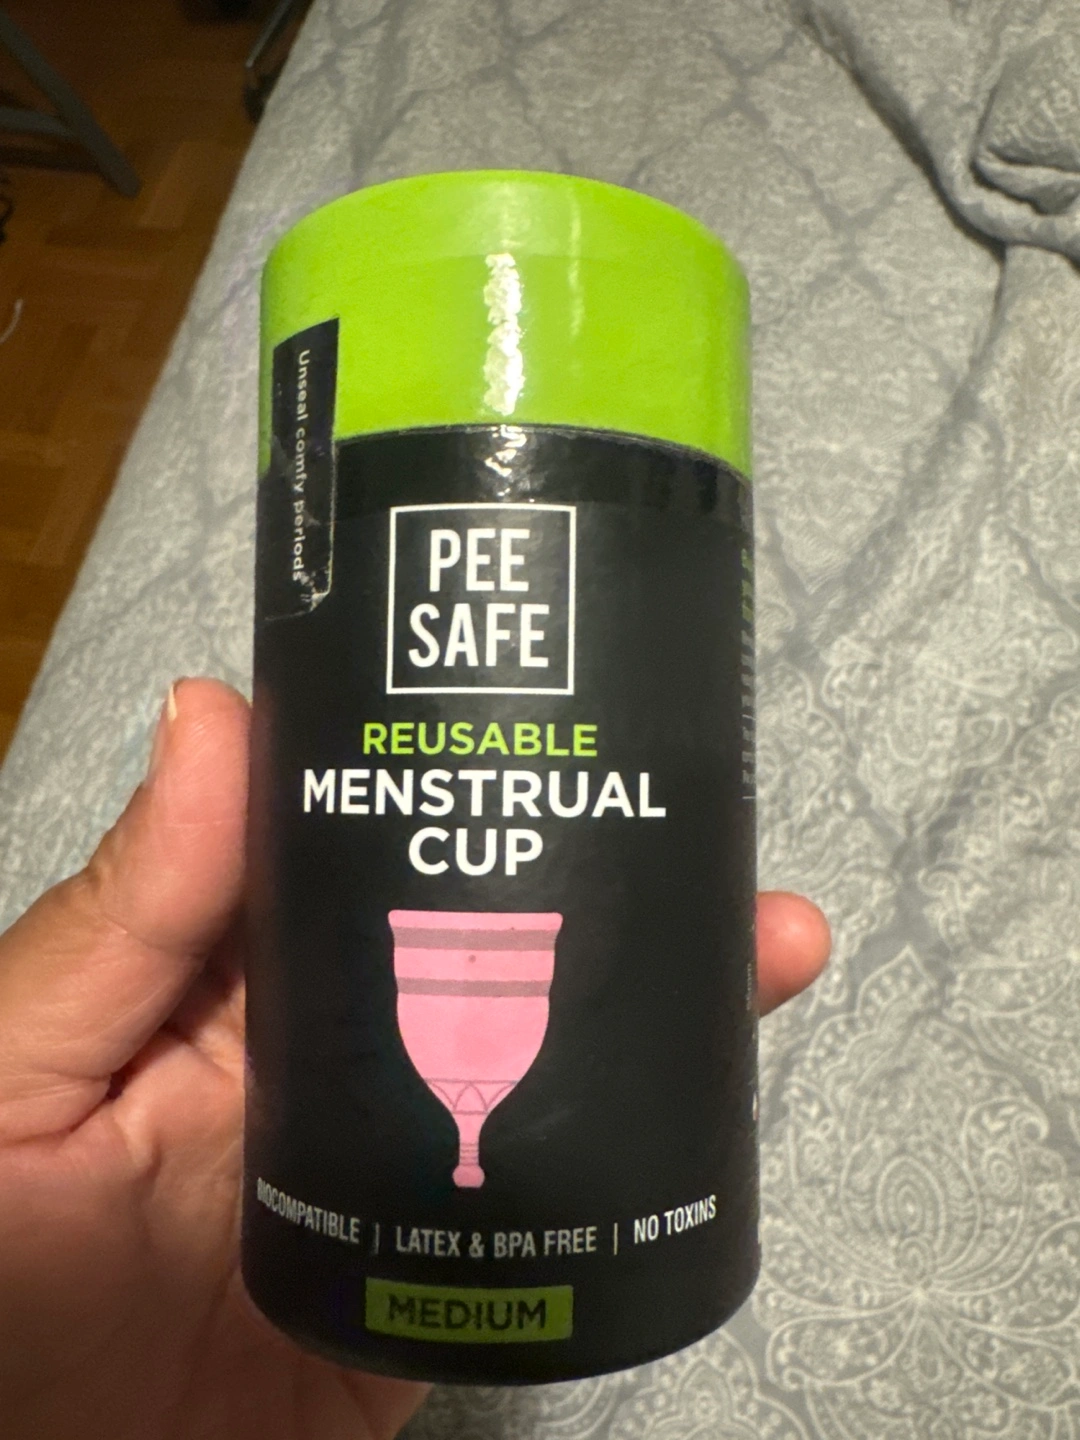 Unseal comfy periods
PEE
SAFE
REUSABLE
MENSTRUAL
CUP
BIOCOMPATIBLE | LATEX & BPA FREE | NO TOXINS
MEDIUM